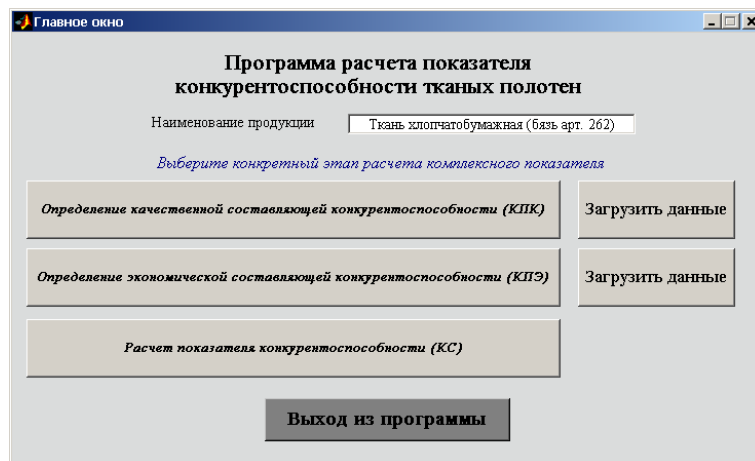 Главное окно
Программа расчета показателя
конкурентоспособности тканых полотен
Наименование продукции Ткань хлопчатобумажная (бязь арт. 262)
Выберите конкретный этап расчета комплексного показателя
Определение качественной составляющей конкурентоспособности (КПК) Загрузить данные
Определение экономической составляющей конкурентоспособности (КПЭ) Загрузить данные
Расчет показателя конкурентоспособности (КС)
Выход из программы